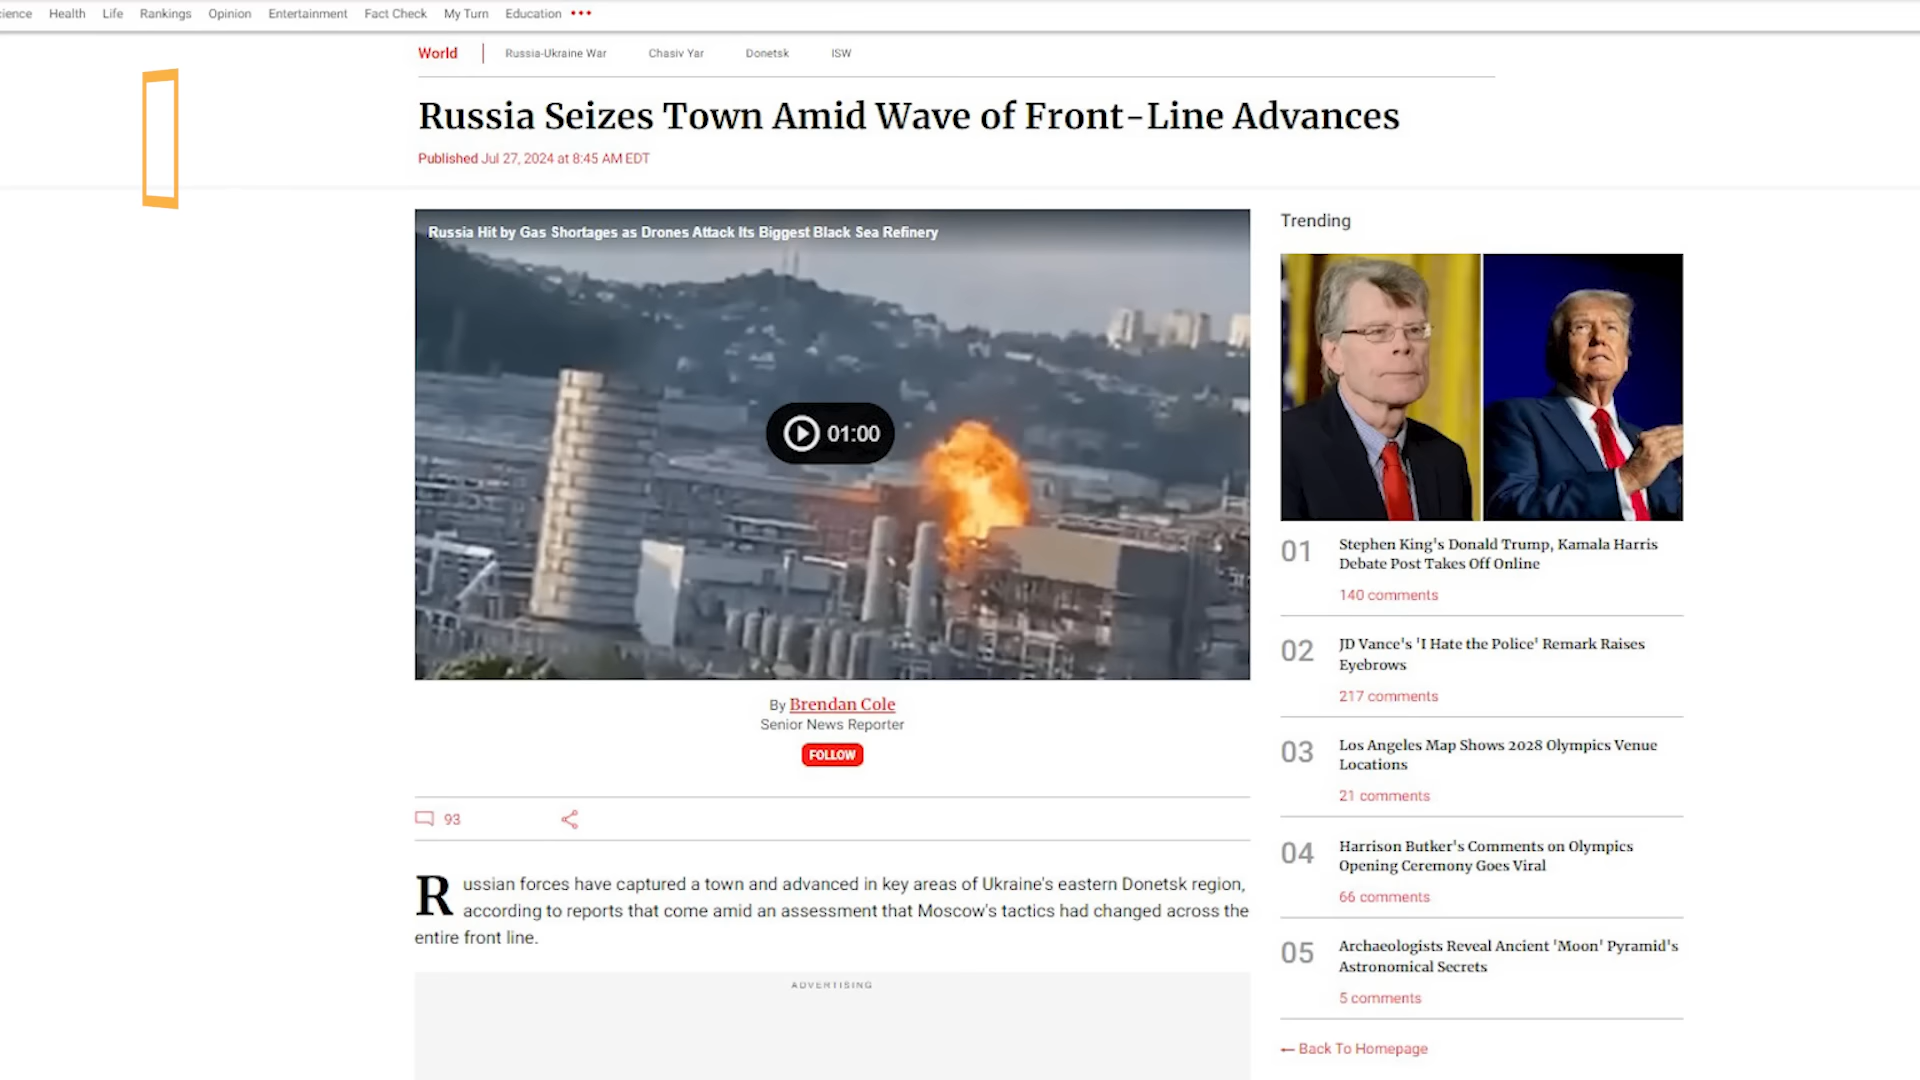 Health Life Rankings Opinion Entertainment Fact Check My Turn Education
World Russia-Ukraine War Chasiv Yar Donetsk ISW
Russia Seizes Town Amid Wave of Front-Line Advances
Published Jul 27, 2024 at 8:45 AM EDT
Russia Hit by Gas Shortages as Drones Attack Its Biggest Black Sea Refinery
01:00
By Brendan Cole
Senior News Reporter
FOLLOW
93
Russian forces have captured a town and advanced in key areas of Ukraine's eastern Donetsk region,
according to reports that come amid an assessment that Moscow's tactics had changed across the
entire front line.
ADVERTISING
Trending
01 Stephen King's Donald Trump, Kamala Harris
Debate Post Takes Off Online
140 comments
02 JD Vance's 'I Hate the Police' Remark Raises
Eyebrows
217 comments
03 Los Angeles Map Shows 2028 Olympics Venue
Locations
21 comments
04 Harrison Butker's Comments on Olympics
Opening Ceremony Goes Viral
66 comments
05 Archaeologists Reveal Ancient 'Moon' Pyramid's
Astronomical Secrets
5 comments
Back To Homepage